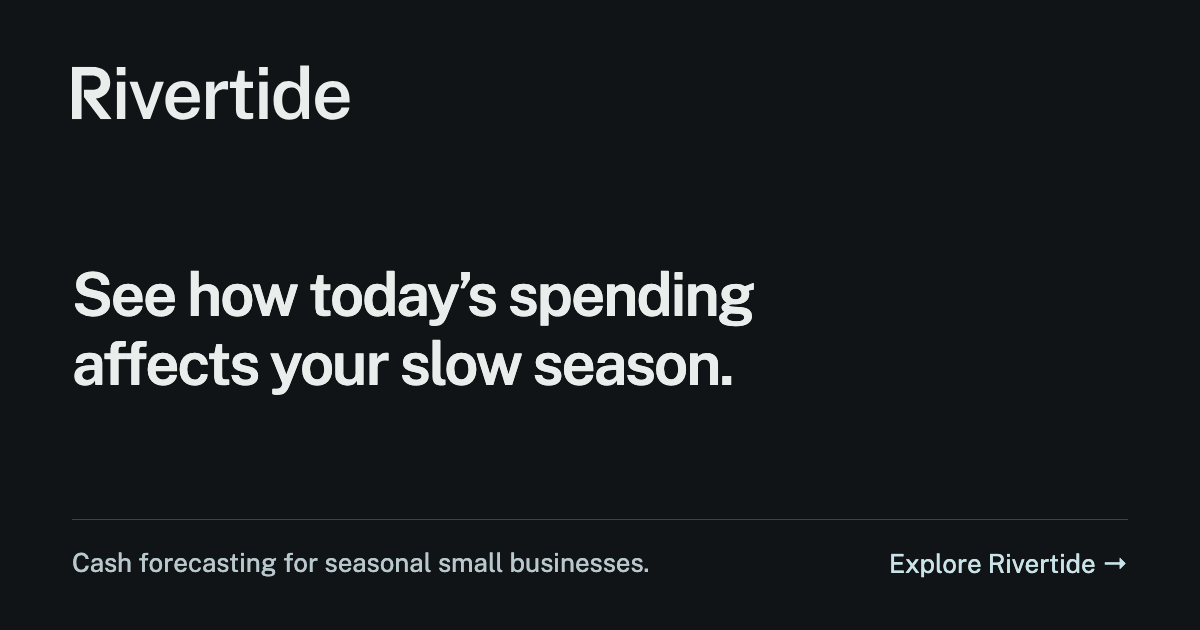 Rivertide
See how today’s spending
affects your slow season.
Cash forecasting for seasonal small businesses.
Explore Rivertide →